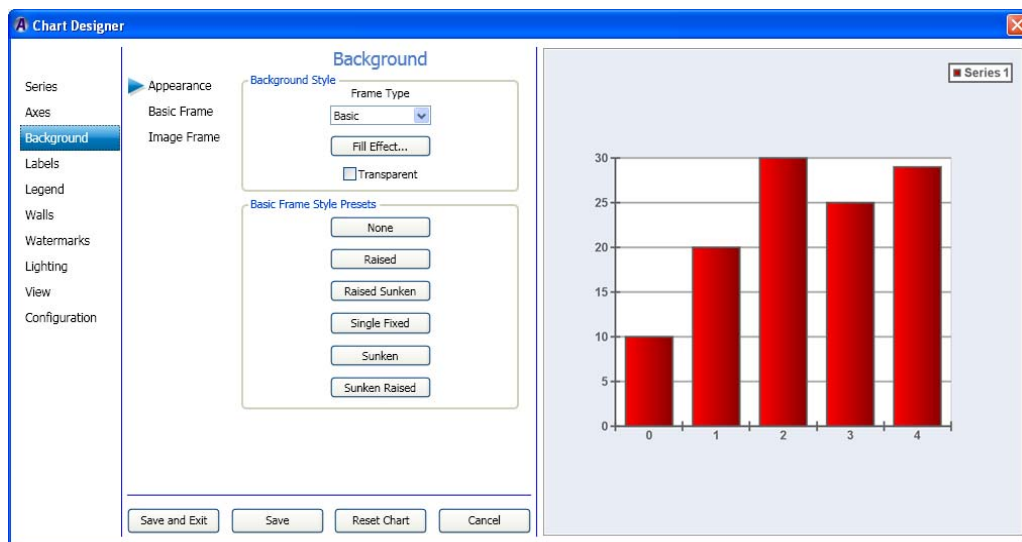 Chart Designer
Series
Axes
Background
Labels
Legend
Walls
Watermarks
Lighting
View
Configuration
Appearance
Basic Frame
Image Frame
Background
Background Style
Frame Type
Basic
Fill Effect...
Transparent
Basic Frame Style Presets
None
Raised
Raised Sunken
Single Fixed
Sunken
Sunken Raised
Save and Exit
Save
Reset Chart
Cancel
Series 1
30
25
20
15
10
5
0
0 1 2 3 4